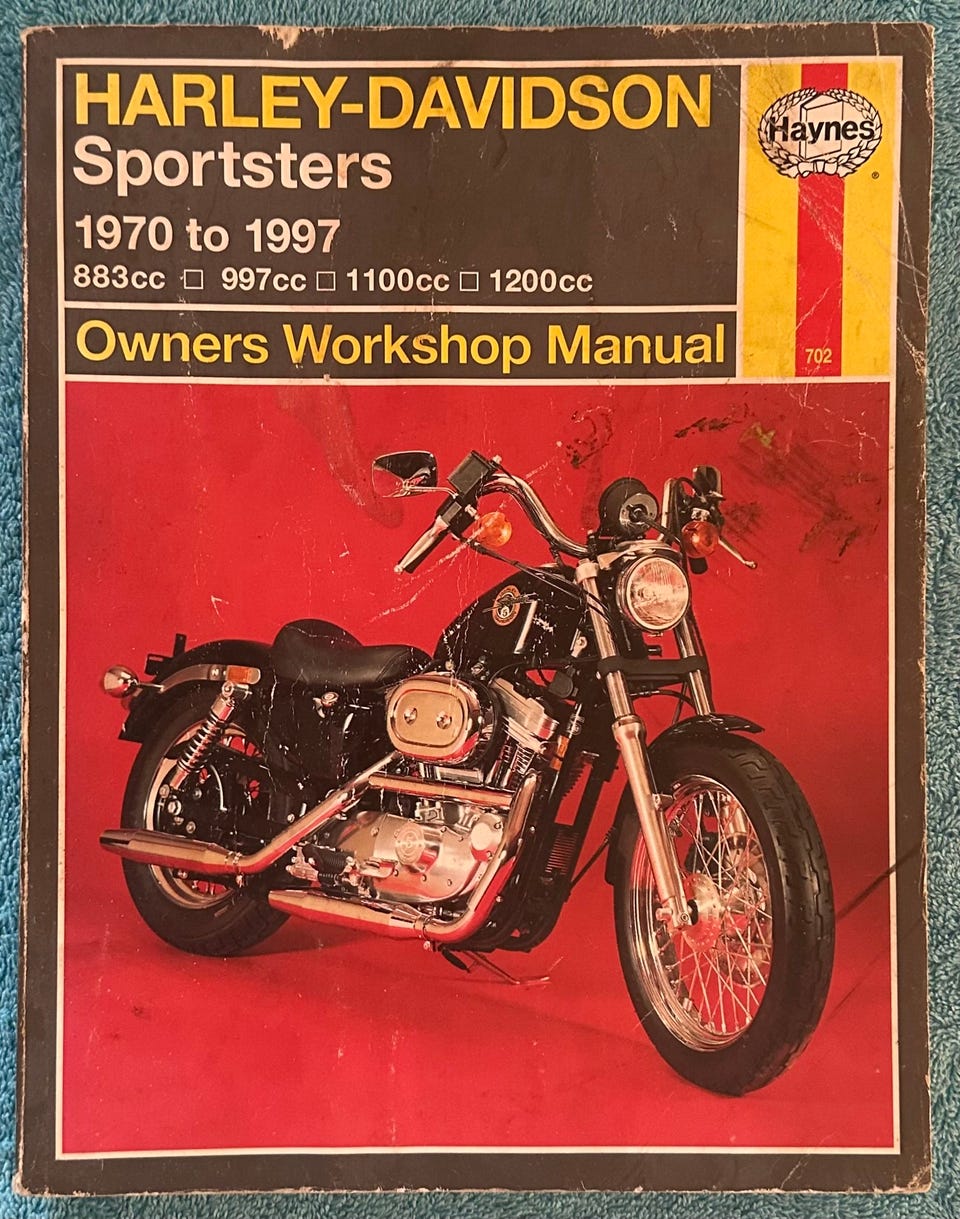 HARLEY-DAVIDSON
Sportsters
1970 to 1997
883cc □ 997cc □ 1100cc □ 1200cc
Owners Workshop Manual
Haynes
®
702